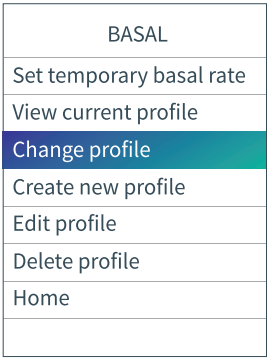 BASAL
Set temporary basal rate
View current profile
Change profile
Create new profile
Edit profile
Delete profile
Home